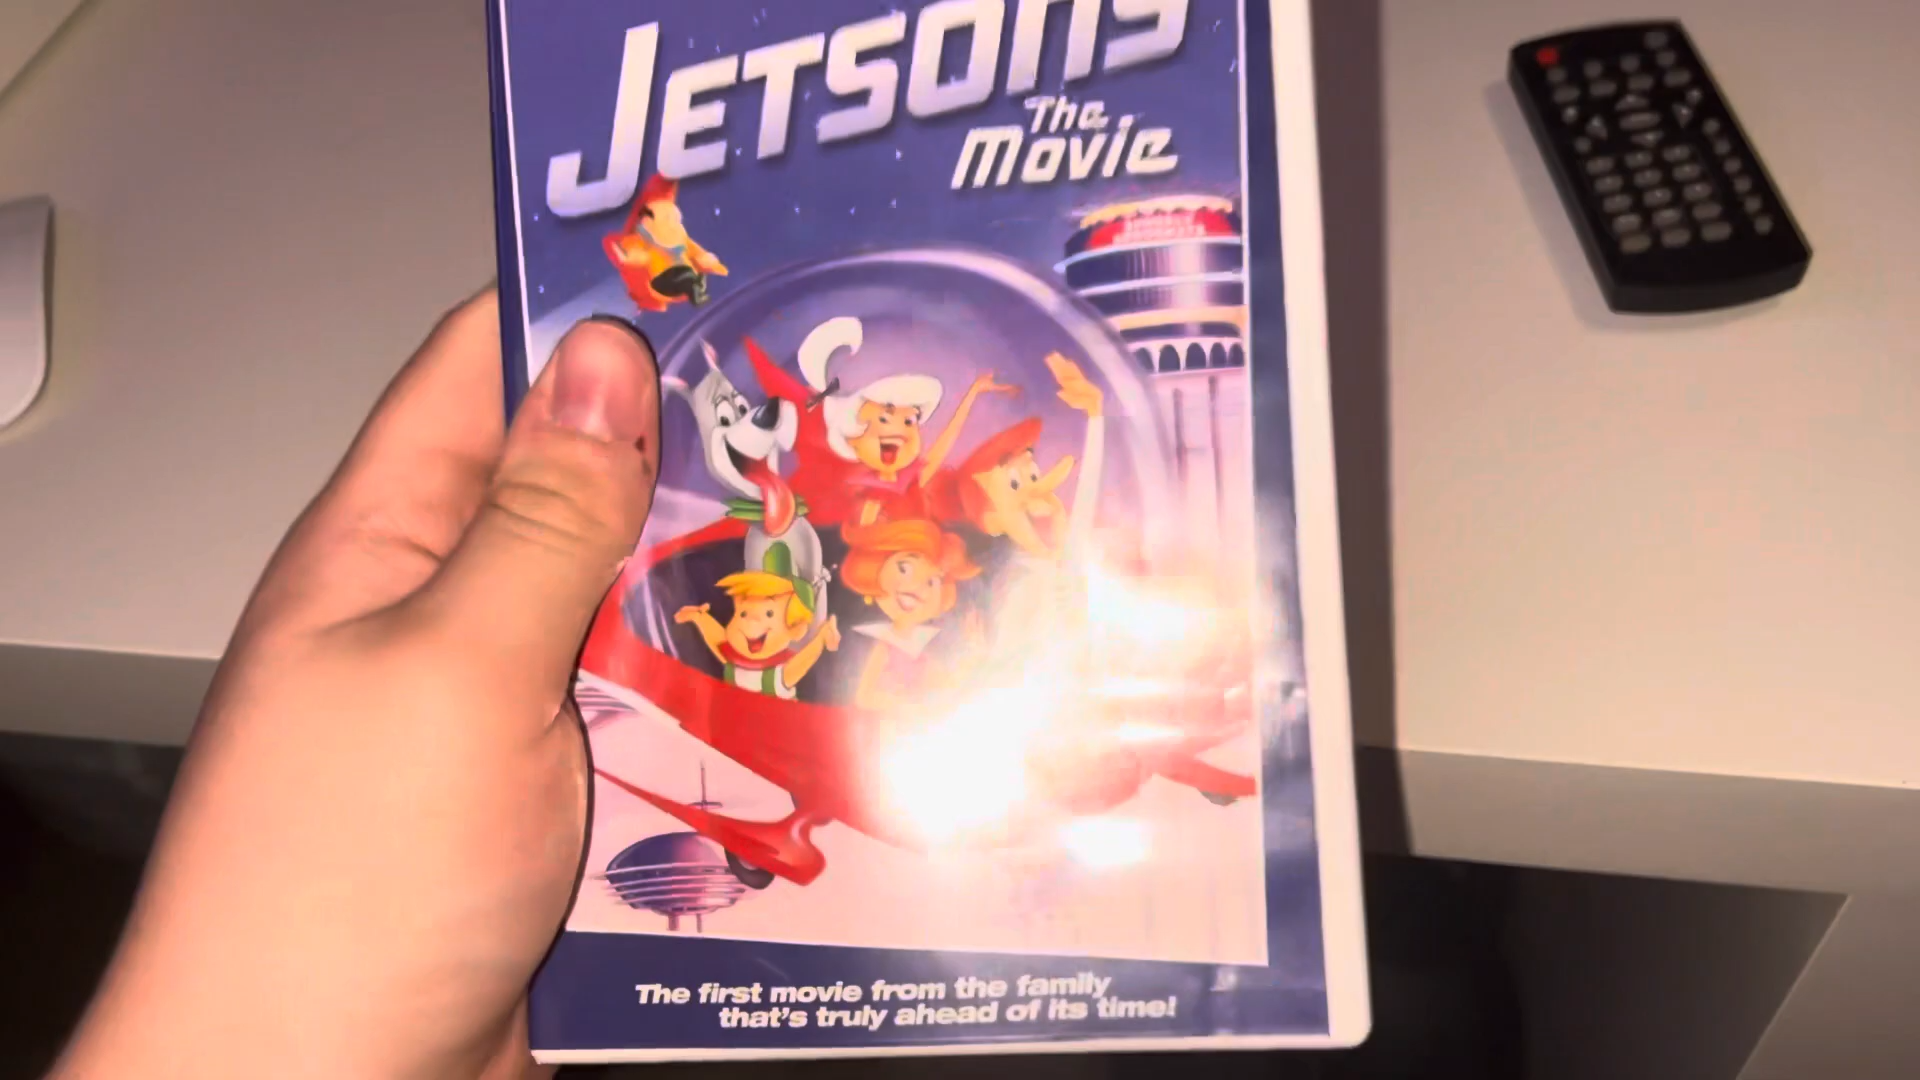 JETSONS
The
Movie
The first movie from the family
that's truly ahead of its time!